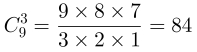 $C_9^3 = \frac{9 \times 8 \times 7}{3 \times 2 \times 1} = 84$